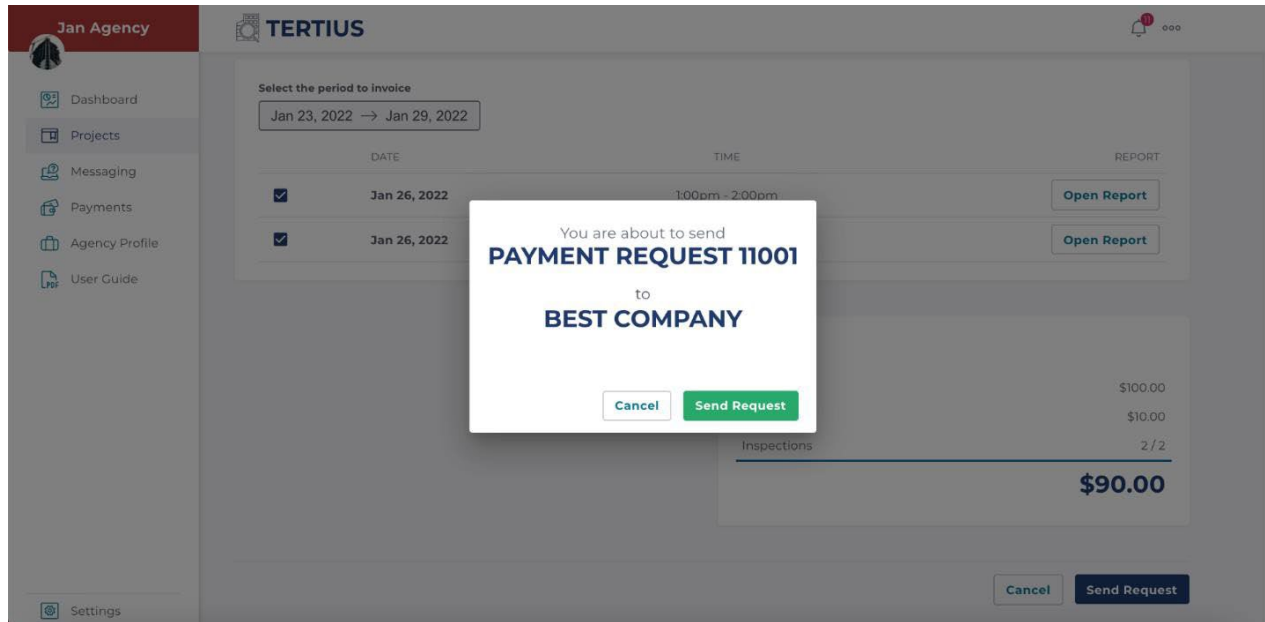 Jan Agency
TERTIUS
11
Dashboard
Projects
Messaging
Payments
Agency Profile
PDF User Guide
Settings
Select the period to invoice
Jan 23, 2022 → Jan 29, 2022
DATE TIME REPORT
Jan 26, 2022 1:00pm - 2:00pm Open Report
Jan 26, 2022 Open Report
You are about to send
PAYMENT REQUEST 11001
to
BEST COMPANY
Cancel Send Request
$100.00
$10.00
Inspections 2 / 2
$90.00
Cancel Send Request